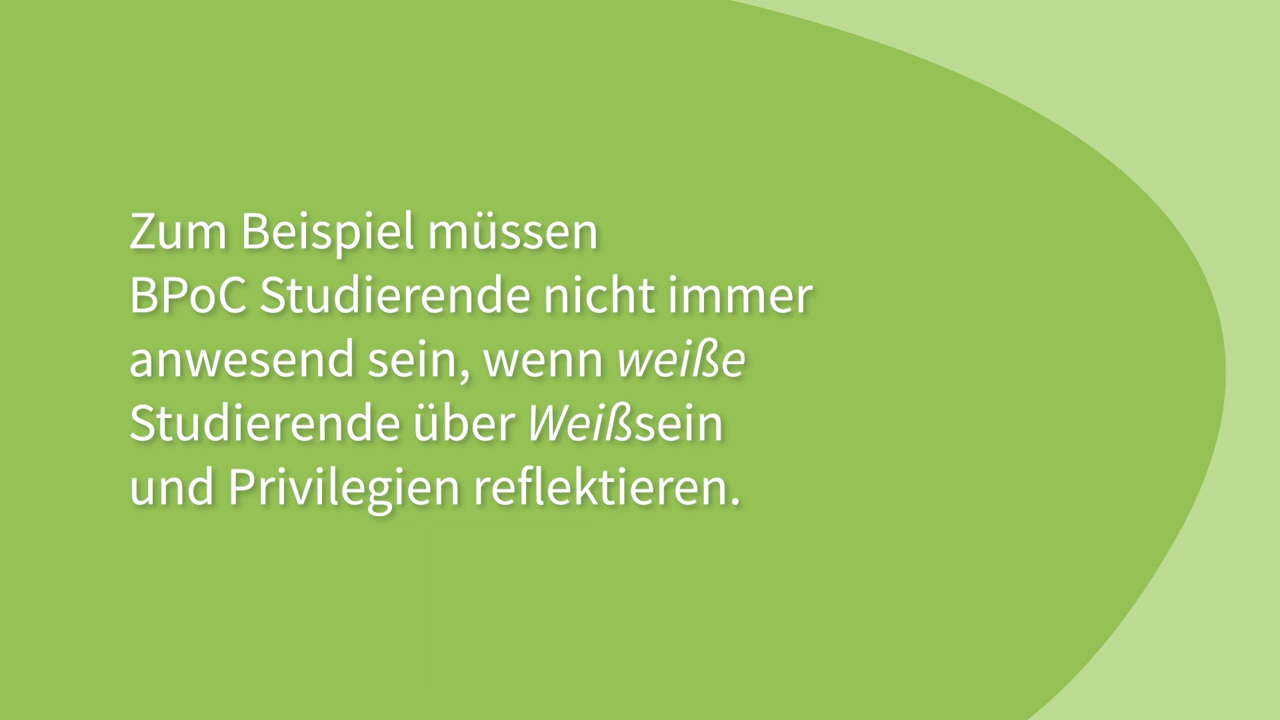 Zum Beispiel müssen
BPoC Studierende nicht immer
anwesend sein, wenn weiße
Studierende über Weißsein
und Privilegien reflektieren.